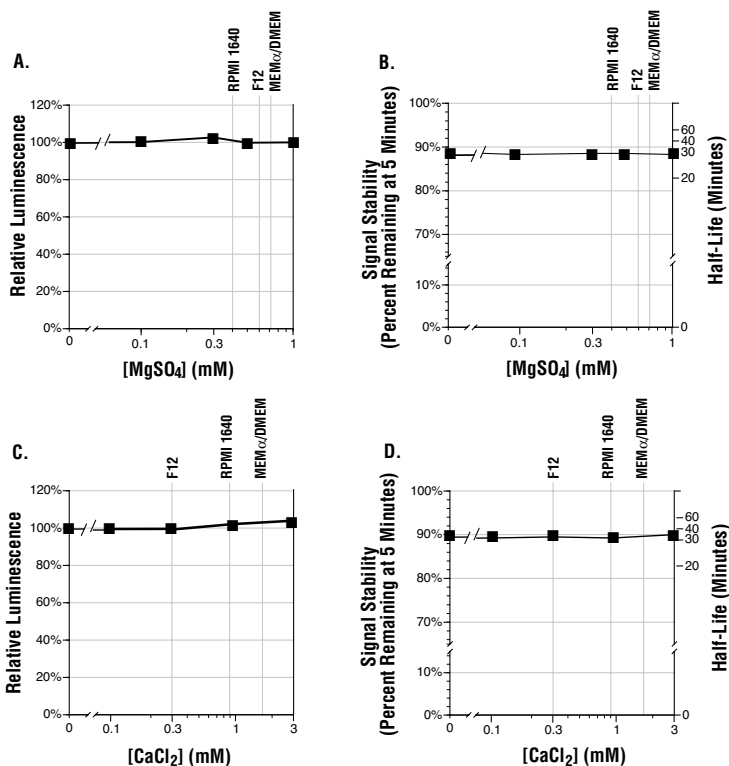 A.
RPMI 1640
F12
MEMα/DMEM
Relative Luminescence
120%
100%
80%
60%
40%
20%
0%
0
0.1
0.3
1
[MgSO4] (mM)
B.
RPMI 1640
F12
MEMα/DMEM
Signal Stability
(Percent Remaining at 5 Minutes)
100%
90%
80%
70%
10%
0%
60
40
30
20
0
Half-Life (Minutes)
0
0.1
0.3
1
[MgSO4] (mM)
C.
F12
RPMI 1640
MEMα/DMEM
Relative Luminescence
120%
100%
80%
60%
40%
20%
0%
0
0.1
0.3
1
3
[CaCl2] (mM)
D.
F12
RPMI 1640
MEMα/DMEM
Signal Stability
(Percent Remaining at 5 Minutes)
100%
90%
80%
70%
10%
0%
60
40
30
20
0
Half-Life (Minutes)
0
0.1
0.3
1
3
[CaCl2] (mM)